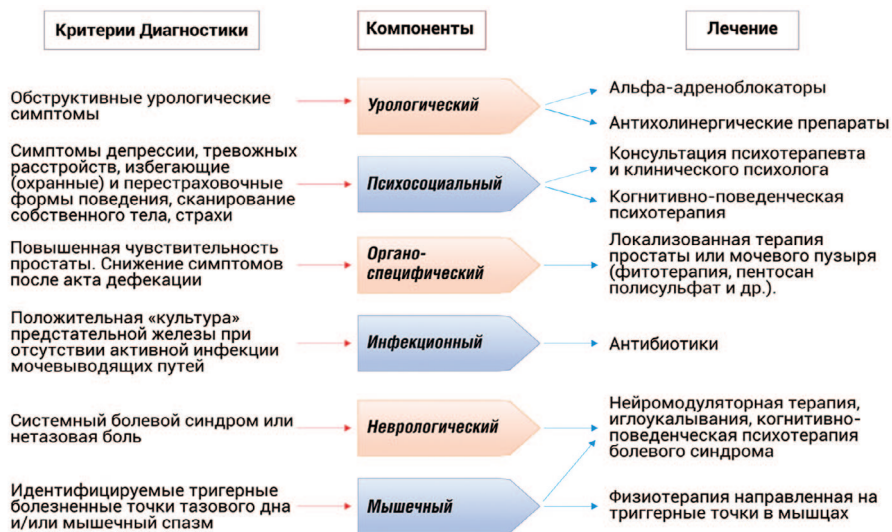 Критерии Диагностики
Компоненты
Лечение
Обструктивные урологические
симптомы
Урологический
Альфа-адреноблокаторы
Антихолинергические препараты
Симптомы депрессии, тревожных
расстройств, избегающие
(охранные) и перестраховочные
формы поведения, сканирование
собственного тела, страхи
Психосоциальный
Консультация психотерапевта
и клинического психолога
Когнитивно-поведенческая
психотерапия
Повышенная чувствительность
простаты. Снижение симптомов
после акта дефекации
Органо-
специфический
Локализованная терапия
простаты или мочевого пузыря
(фитотерапия, пентосан
полисульфат и др.).
Положительная «культура»
предстательной железы при
отсутствии активной инфекции
мочевыводящих путей
Инфекционный
Антибиотики
Системный болевой синдром или
нетазовая боль
Неврологический
Нейромодуляторная терапия,
иглоукалывания, когнитивно-
поведенческая психотерапия
болевого синдрома
Идентифицируемые тригерные
болезненные точки тазового дна
и/или мышечный спазм
Мышечный
Физиотерапия направленная на
триггерные точки в мышцах